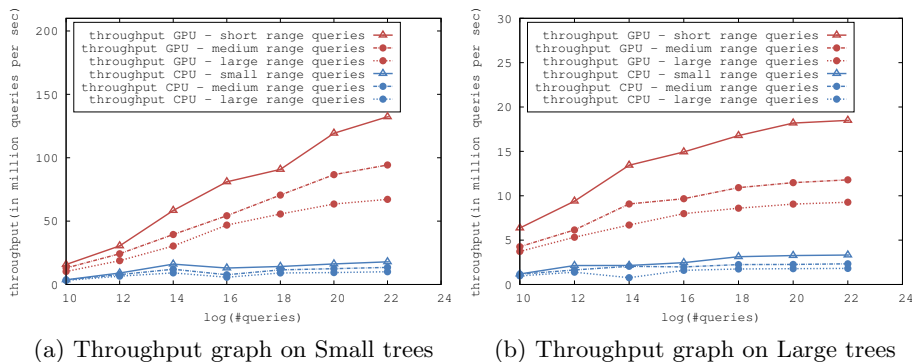 throughput(in million queries per sec)
200
150
100
50
0
throughput GPU - short range queries
throughput GPU - medium range queries
throughput GPU - large range queries
throughput CPU - small range queries
throughput CPU - medium range queries
throughput CPU - large range queries
10 12 14 16 18 20 22 24
log(#queries)
(a) Throughput graph on Small trees
throughput(in million queries per sec)
30
25
20
15
10
5
0
throughput GPU - short range queries
throughput GPU - medium range queries
throughput GPU - large range queries
throughput CPU - small range queries
throughput CPU - medium range queries
throughput CPU - large range queries
10 12 14 16 18 20 22 24
log(#queries)
(b) Throughput graph on Large trees